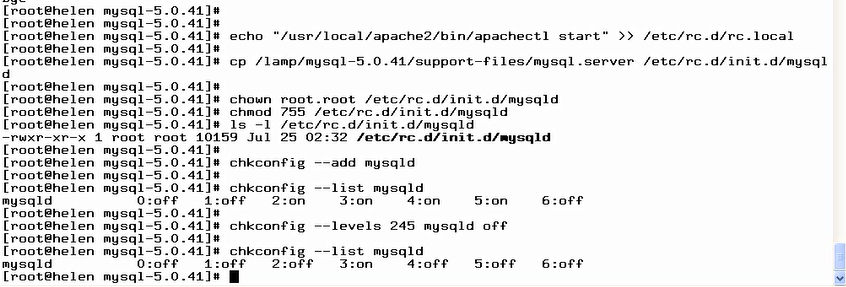 [root@helen mysql-5.0.41]#
[root@helen mysql-5.0.41]#
[root@helen mysql-5.0.41]# echo "/usr/local/apache2/bin/apachectl start" >> /etc/rc.d/rc.local
[root@helen mysql-5.0.41]#
[root@helen mysql-5.0.41]# cp /lamp/mysql-5.0.41/support-files/mysql.server /etc/rc.d/init.d/mysql
d
[root@helen mysql-5.0.41]#
[root@helen mysql-5.0.41]# chown root.root /etc/rc.d/init.d/mysqld
[root@helen mysql-5.0.41]# chmod 755 /etc/rc.d/init.d/mysqld
[root@helen mysql-5.0.41]# ls -l /etc/rc.d/init.d/mysqld
-rwxr-xr-x 1 root root 10159 Jul 25 02:32 /etc/rc.d/init.d/mysqld
[root@helen mysql-5.0.41]#
[root@helen mysql-5.0.41]# chkconfig --add mysqld
[root@helen mysql-5.0.41]#
[root@helen mysql-5.0.41]# chkconfig --list mysqld
mysqld 0:off 1:off 2:on 3:on 4:on 5:on 6:off
[root@helen mysql-5.0.41]#
[root@helen mysql-5.0.41]# chkconfig --levels 245 mysqld off
[root@helen mysql-5.0.41]#
[root@helen mysql-5.0.41]# chkconfig --list mysqld
mysqld 0:off 1:off 2:off 3:on 4:off 5:off 6:off
[root@helen mysql-5.0.41]#